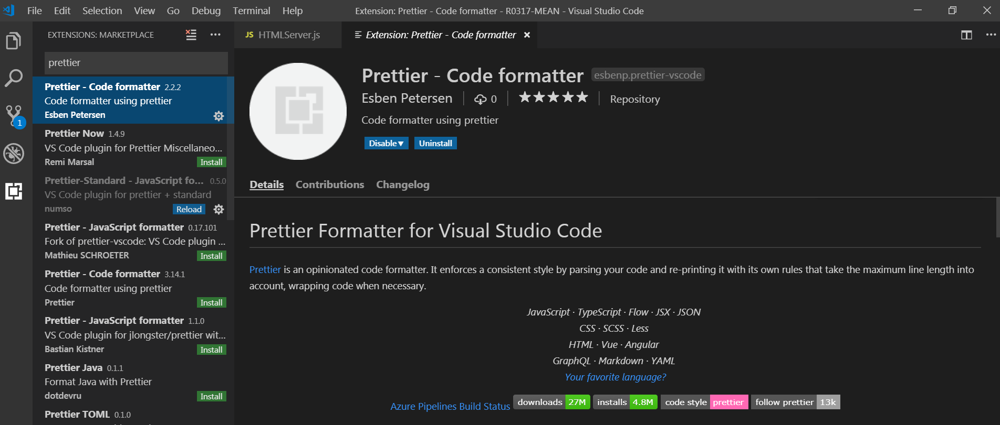 File Edit Selection View Go Debug Terminal Help Extension: Prettier - Code formatter - R0317-MEAN - Visual Studio Code
EXTENSIONS: MARKETPLACE
prettier
Prettier - Code formatter 2.2.2
Code formatter using prettier
Esben Petersen
Prettier Now 1.4.9
VS Code plugin for Prettier Miscellaneo...
Remi Marsal Install
Prettier-Standard - JavaScript fo... 0.5.0
VS Code plugin for prettier + standard
numso Reload
Prettier - JavaScript formatter 0.17.101
Fork of prettier-vscode: VS Code plugin ...
Mathieu SCHROETER Install
Prettier - Code formatter 3.14.1
Code formatter using prettier
Prettier Install
Prettier - JavaScript formatter 1.1.0
VS Code plugin for jlongster/prettier wit...
Bastian Kistner Install
Prettier Java 0.1.1
Format Java with Prettier
dotdevru Install
Prettier TOML 0.1.0
1
JS HTMLServer.js Extension: Prettier - Code formatter
Prettier - Code formatter esbenp.prettier-vscode
Esben Petersen 0 Repository
Code formatter using prettier
Disable Uninstall
Details Contributions Changelog
Prettier Formatter for Visual Studio Code
Prettier is an opinionated code formatter. It enforces a consistent style by parsing your code and re-printing it with its own rules that take the maximum line length into
account, wrapping code when necessary.
JavaScript · TypeScript · Flow · JSX · JSON
CSS · SCSS · Less
HTML · Vue · Angular
GraphQL · Markdown · YAML
Your favorite language?
Azure Pipelines Build Status downloads 27M installs 4.8M code style prettier follow prettier 13k